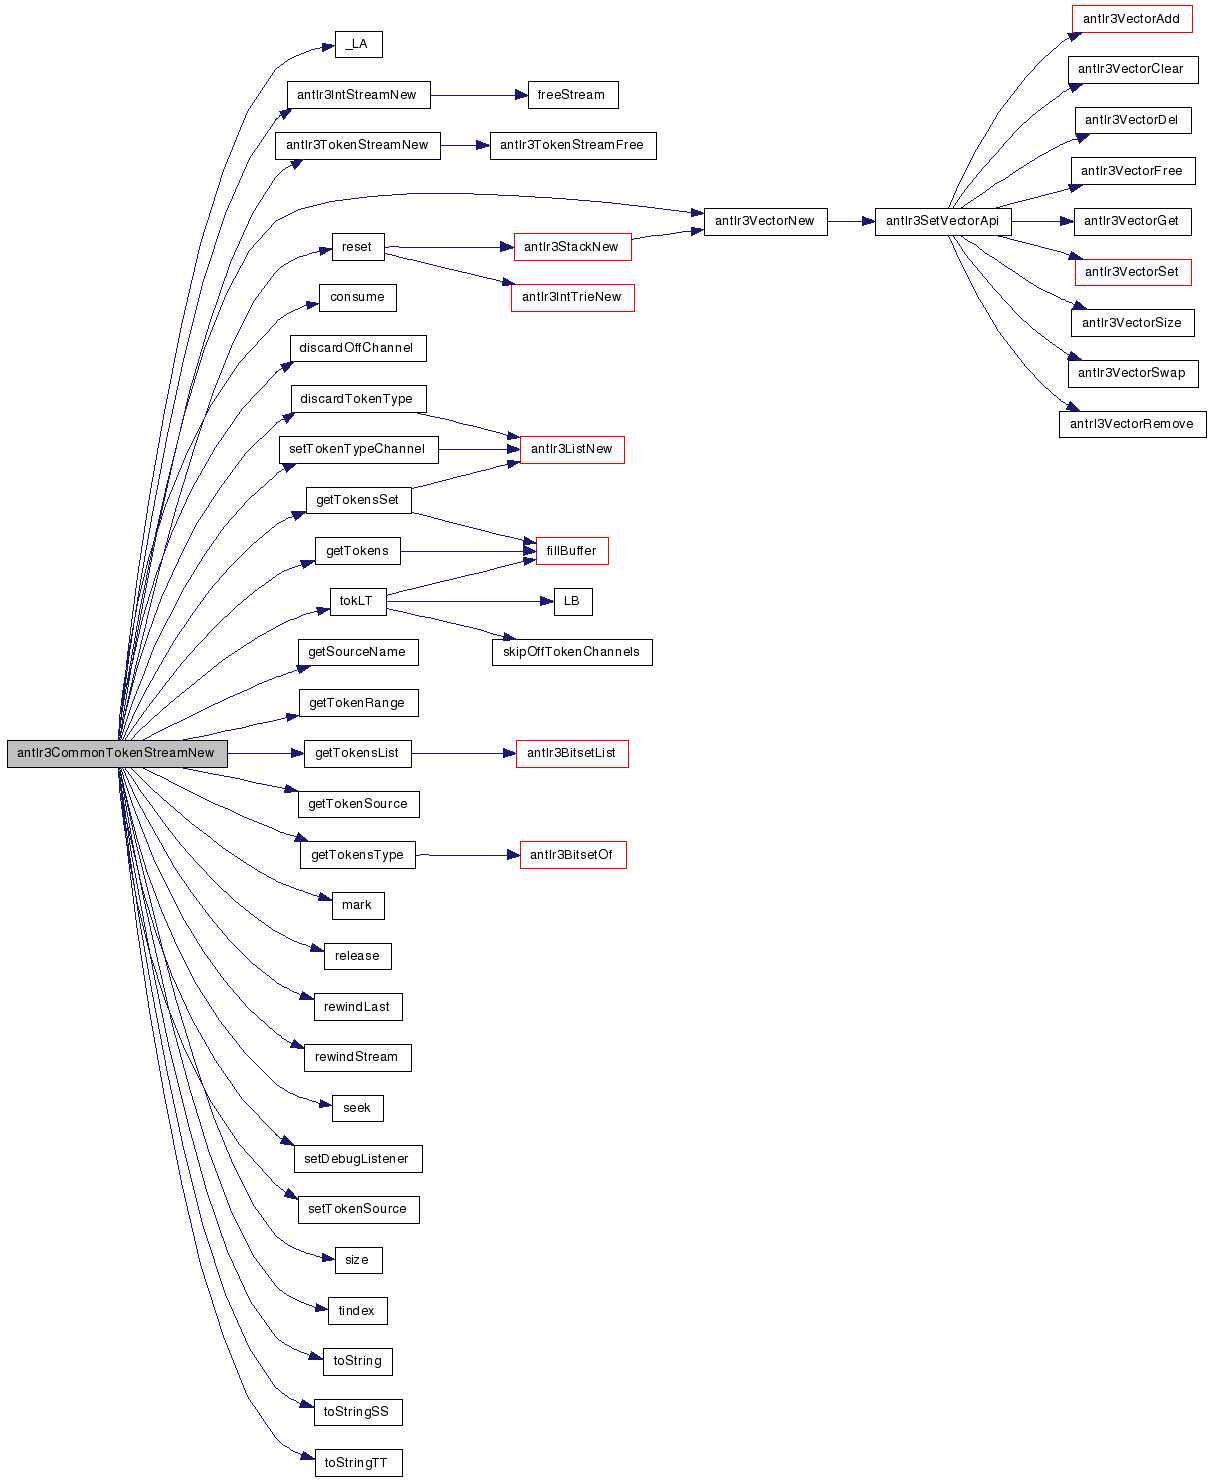 _LA
antlr3IntStreamNew
freeStream
antlr3TokenStreamNew
antlr3TokenStreamFree
reset
antlr3StackNew
antlr3IntTrieNew
antlr3VectorNew
antlr3SetVectorApi
antlr3VectorAdd
antlr3VectorClear
antlr3VectorDel
antlr3VectorFree
antlr3VectorGet
antlr3VectorSet
antlr3VectorSize
antlr3VectorSwap
antrl3VectorRemove
consume
discardOffChannel
discardTokenType
setTokenTypeChannel
antlr3ListNew
getTokensSet
getTokens
fillBuffer
tokLT
LB
skipOffTokenChannels
getSourceName
getTokenRange
antlr3CommonTokenStreamNew
getTokensList
antlr3BitsetList
getTokenSource
getTokensType
antlr3BitsetOf
mark
release
rewindLast
rewindStream
seek
setDebugListener
setTokenSource
size
tindex
toString
toStringSS
toStringTT